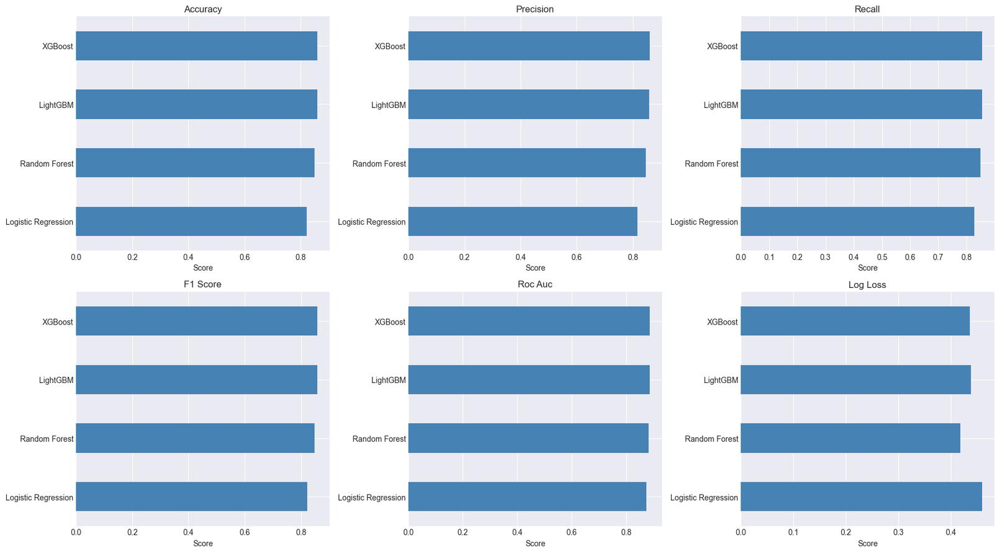 Accuracy
XGBoost
LightGBM
Random Forest
Logistic Regression
0.0 0.2 0.4 0.6 0.8
Score
Precision
XGBoost
LightGBM
Random Forest
Logistic Regression
0.0 0.2 0.4 0.6 0.8
Score
Recall
XGBoost
LightGBM
Random Forest
Logistic Regression
0.0 0.1 0.2 0.3 0.4 0.5 0.6 0.7 0.8
Score
F1 Score
XGBoost
LightGBM
Random Forest
Logistic Regression
0.0 0.2 0.4 0.6 0.8
Score
Roc Auc
XGBoost
LightGBM
Random Forest
Logistic Regression
0.0 0.2 0.4 0.6 0.8
Score
Log Loss
XGBoost
LightGBM
Random Forest
Logistic Regression
0.0 0.1 0.2 0.3 0.4
Score